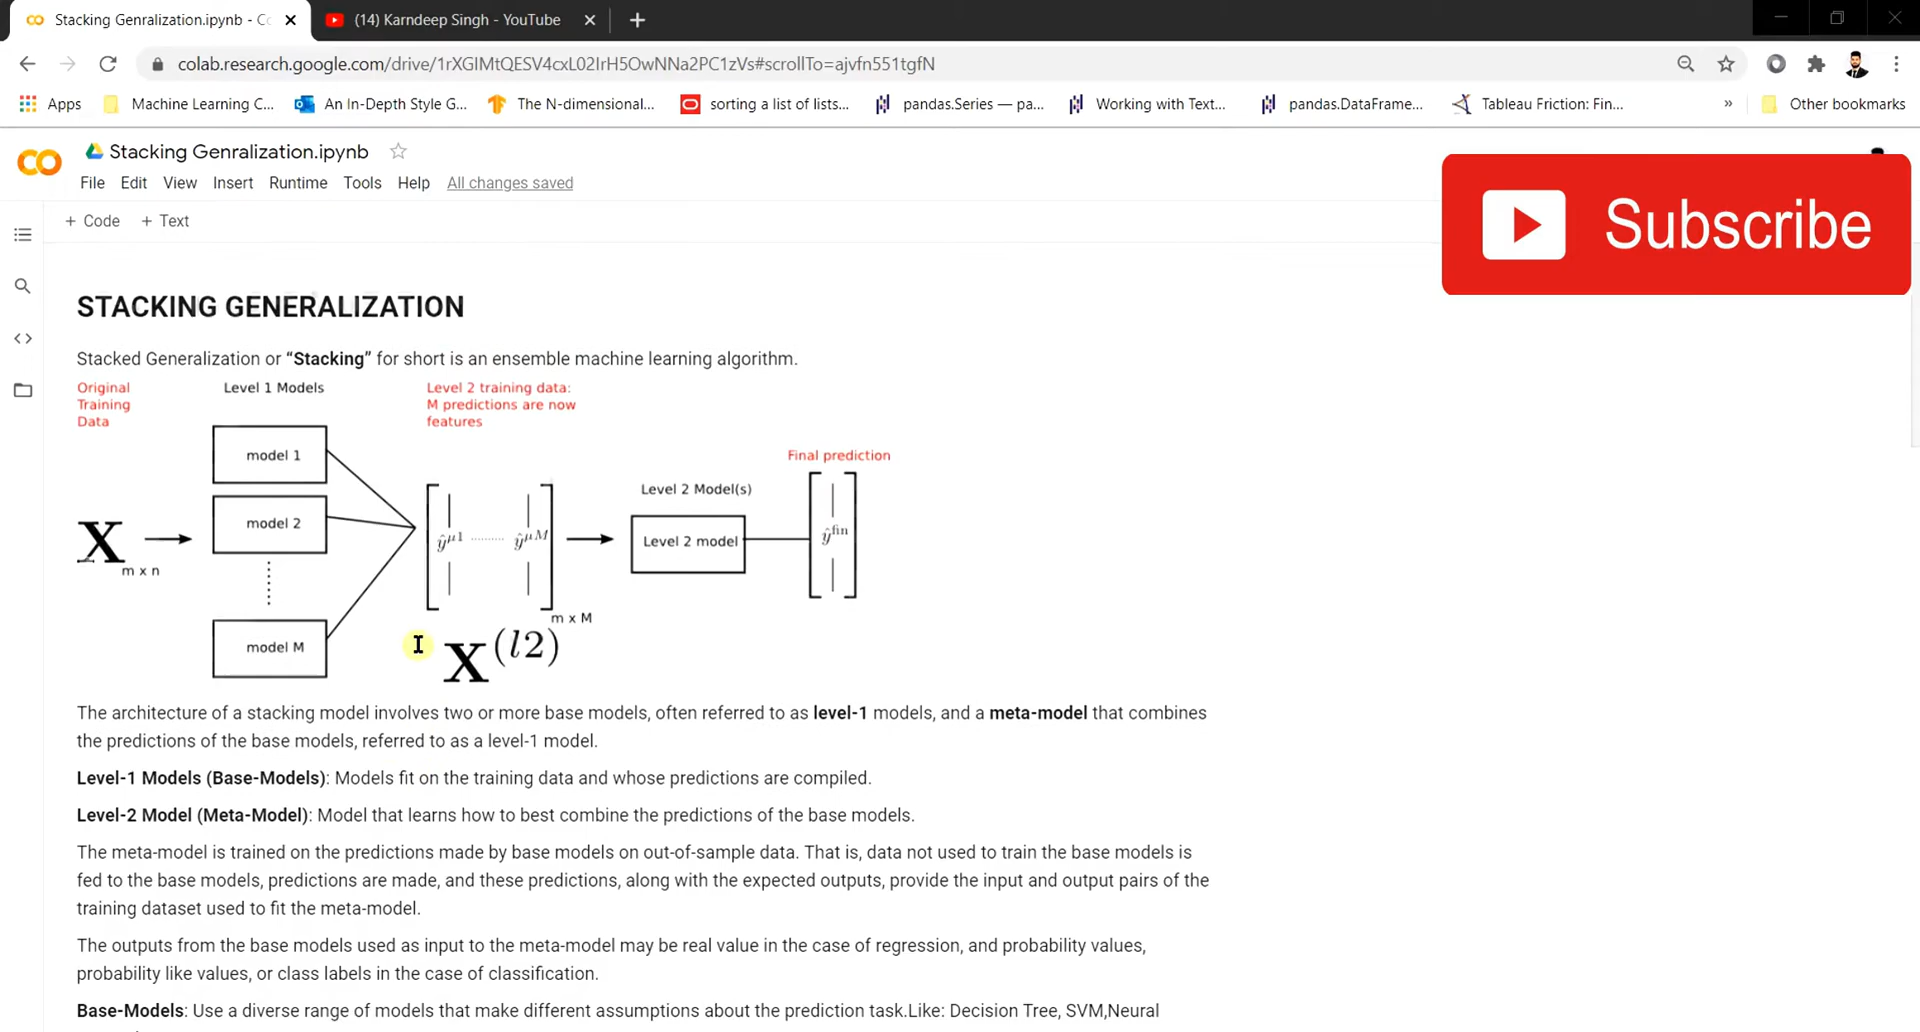 Stacking Genralization.ipynb - Co
(14) Karndeep Singh - YouTube
colab.research.google.com/drive/1rXGIMtQESV4cxL02IrH5OwNNa2PC1zVs#scrollTo=ajvfn551tgfN
Apps Machine Learning C... An In-Depth Style G... The N-dimensional... sorting a list of lists... pandas.Series — pa... Working with Text... pandas.DataFrame... Tableau Friction: Fin... » Other bookmarks
Stacking Genralization.ipynb
File Edit View Insert Runtime Tools Help All changes saved
Subscribe
+ Code + Text
STACKING GENERALIZATION
Stacked Generalization or “Stacking” for short is an ensemble machine learning algorithm.
Original
Training
Data
Level 1 Models
Level 2 training data:
M predictions are now
features
model 1
model 2
model M
X
m x n
ŷ^μ1 ........ ŷ^μM
m x M
X^(l2)
Level 2 Model(s)
Level 2 model
Final prediction
ŷ^fin
The architecture of a stacking model involves two or more base models, often referred to as level-1 models, and a meta-model that combines
the predictions of the base models, referred to as a level-1 model.
Level-1 Models (Base-Models): Models fit on the training data and whose predictions are compiled.
Level-2 Model (Meta-Model): Model that learns how to best combine the predictions of the base models.
The meta-model is trained on the predictions made by base models on out-of-sample data. That is, data not used to train the base models is
fed to the base models, predictions are made, and these predictions, along with the expected outputs, provide the input and output pairs of the
training dataset used to fit the meta-model.
The outputs from the base models used as input to the meta-model may be real value in the case of regression, and probability values,
probability like values, or class labels in the case of classification.
Base-Models: Use a diverse range of models that make different assumptions about the prediction task.Like: Decision Tree, SVM,Neural